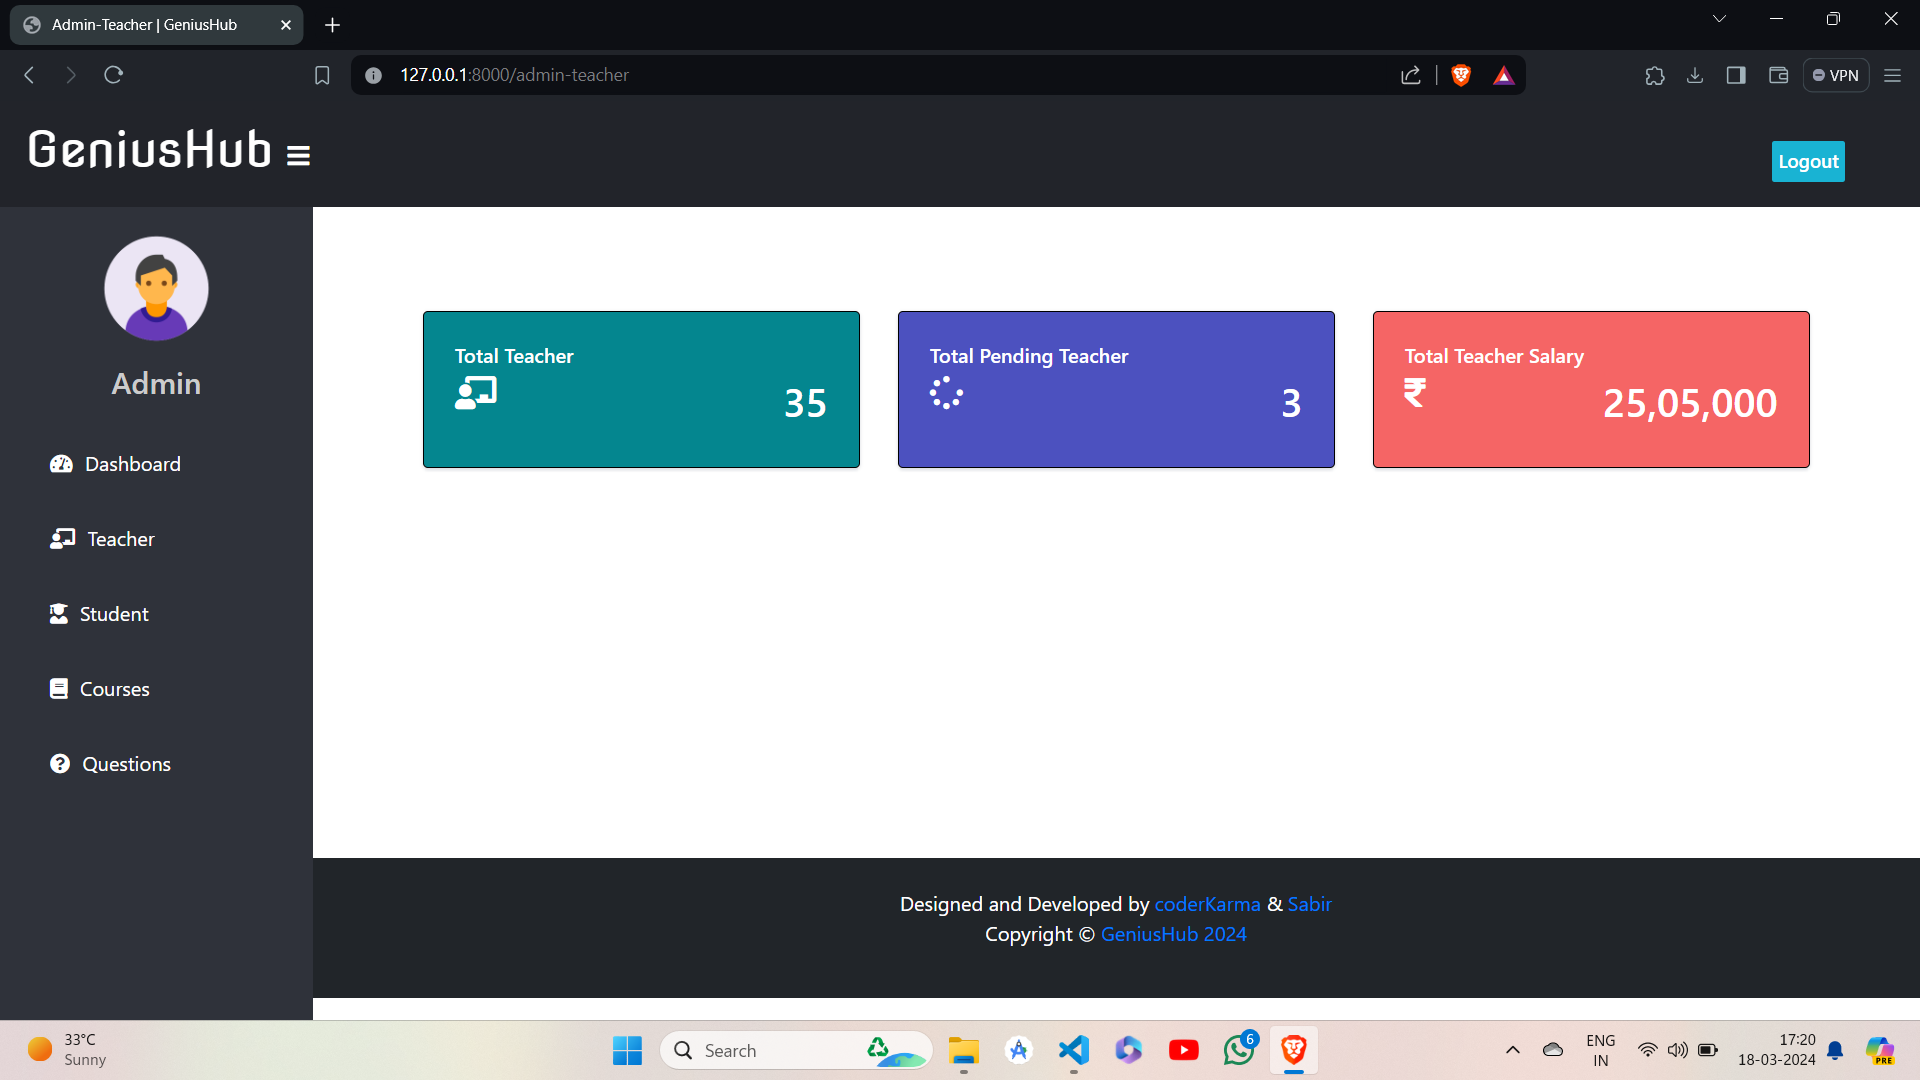 Admin-Teacher | GeniusHub
127.0.0.1:8000/admin-teacher
VPN
GeniusHub
Logout
Admin
Dashboard
Teacher
Student
Courses
Questions
Total Teacher
35
Total Pending Teacher
3
Total Teacher Salary
25,05,000
Designed and Developed by coderKarma & Sabir
Copyright © GeniusHub 2024
33°C
Sunny
Search
6
ENG
IN
17:20
18-03-2024
PRE